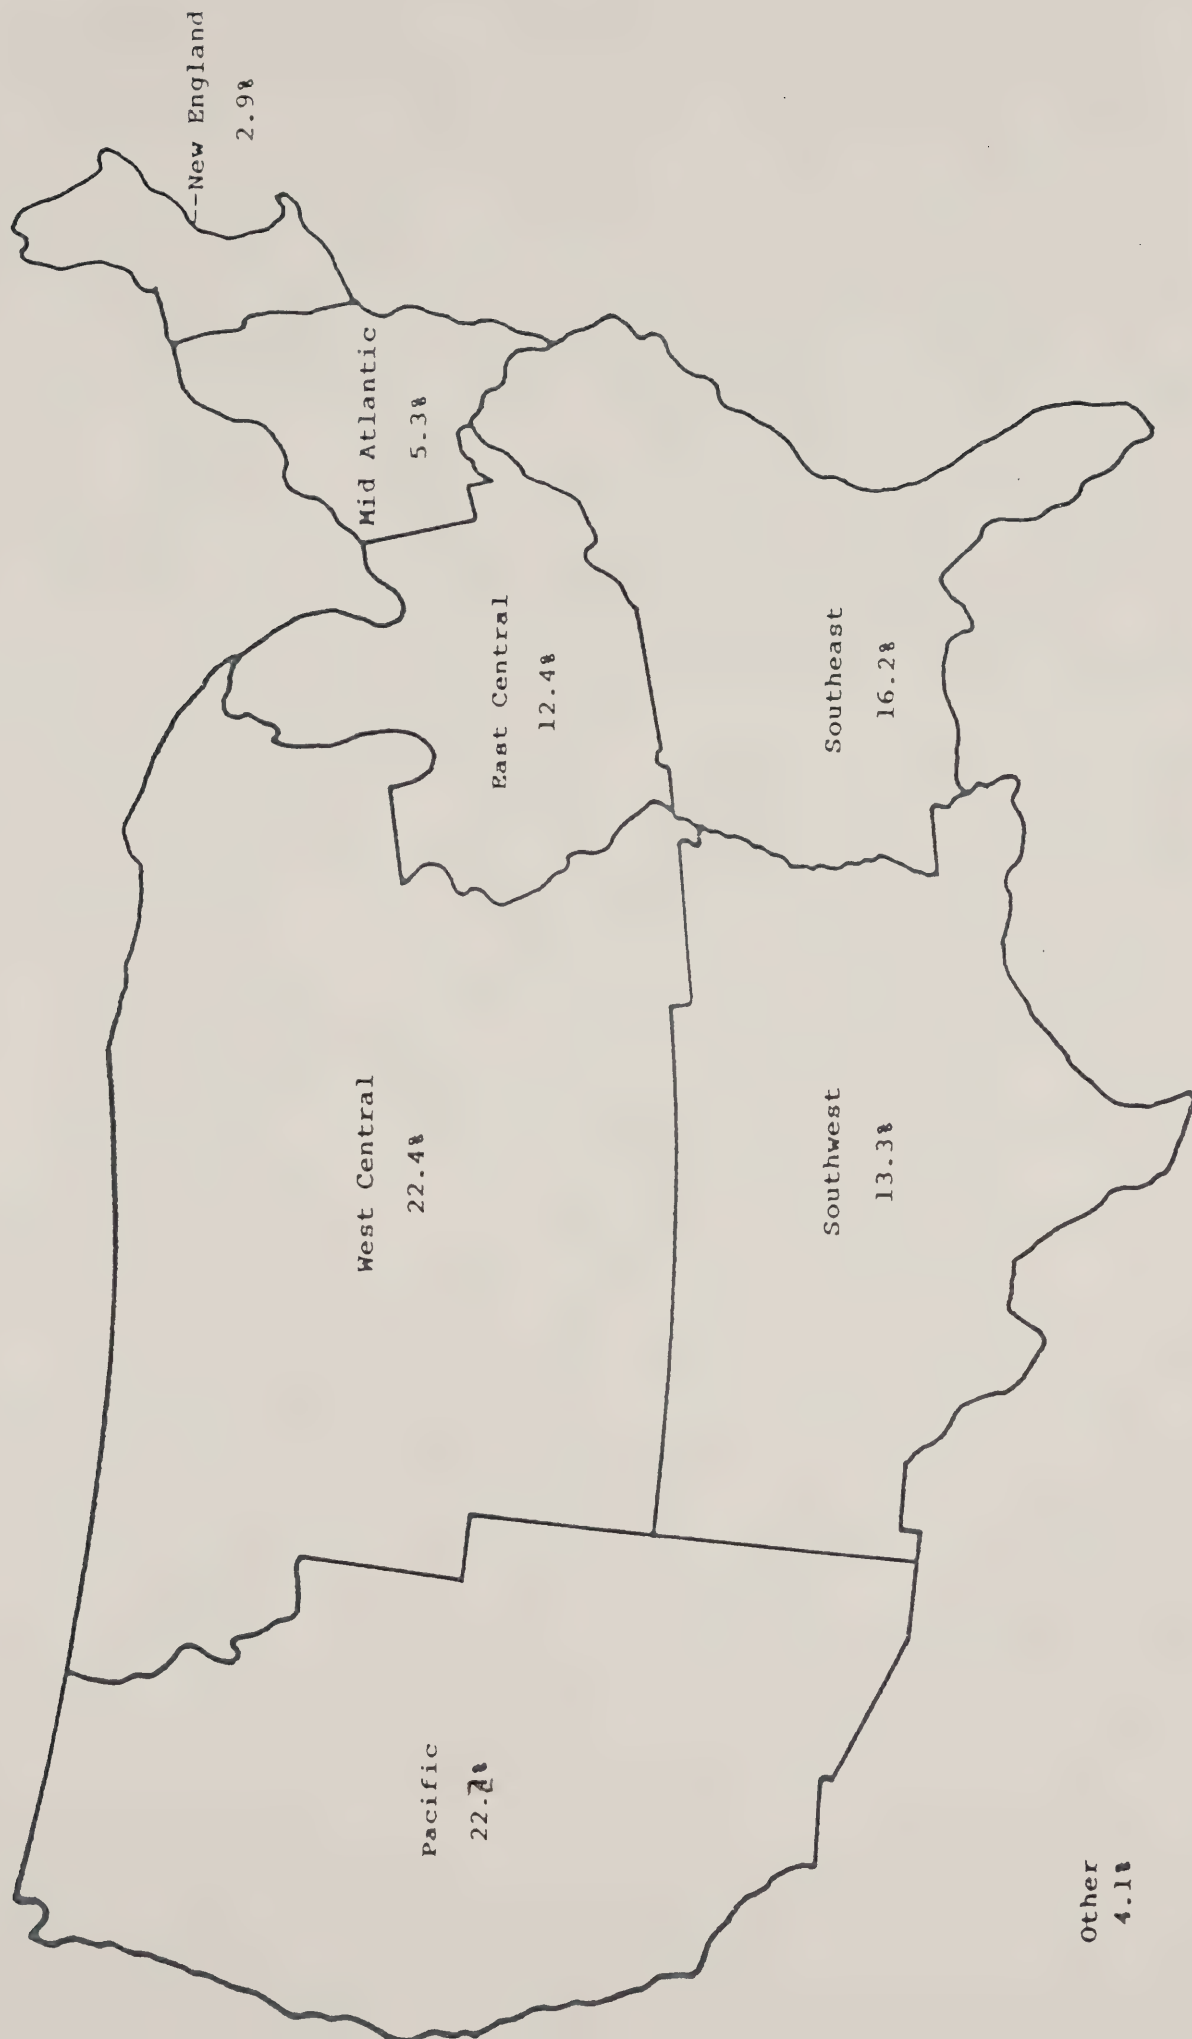 --New England
2.9%
Mid Atlantic
5.3%
East Central
12.4%
Southeast
16.2%
West Central
22.4%
Southwest
13.3%
Pacific
Other
4.1%